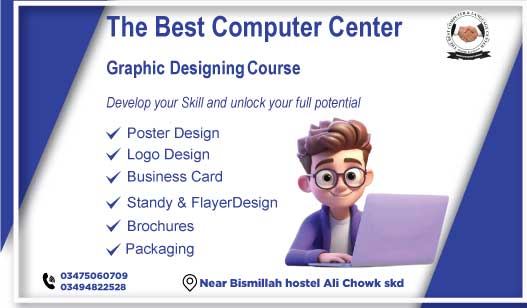 The Best Computer Center
Graphic Designing Course
Develop your Skill and unlock your full potential
Poster Design
Logo Design
Business Card
Standy & FlayerDesign
Brochures
Packaging
03475060709
03494822528
Near Bismillah hostel Ali Chowk skd